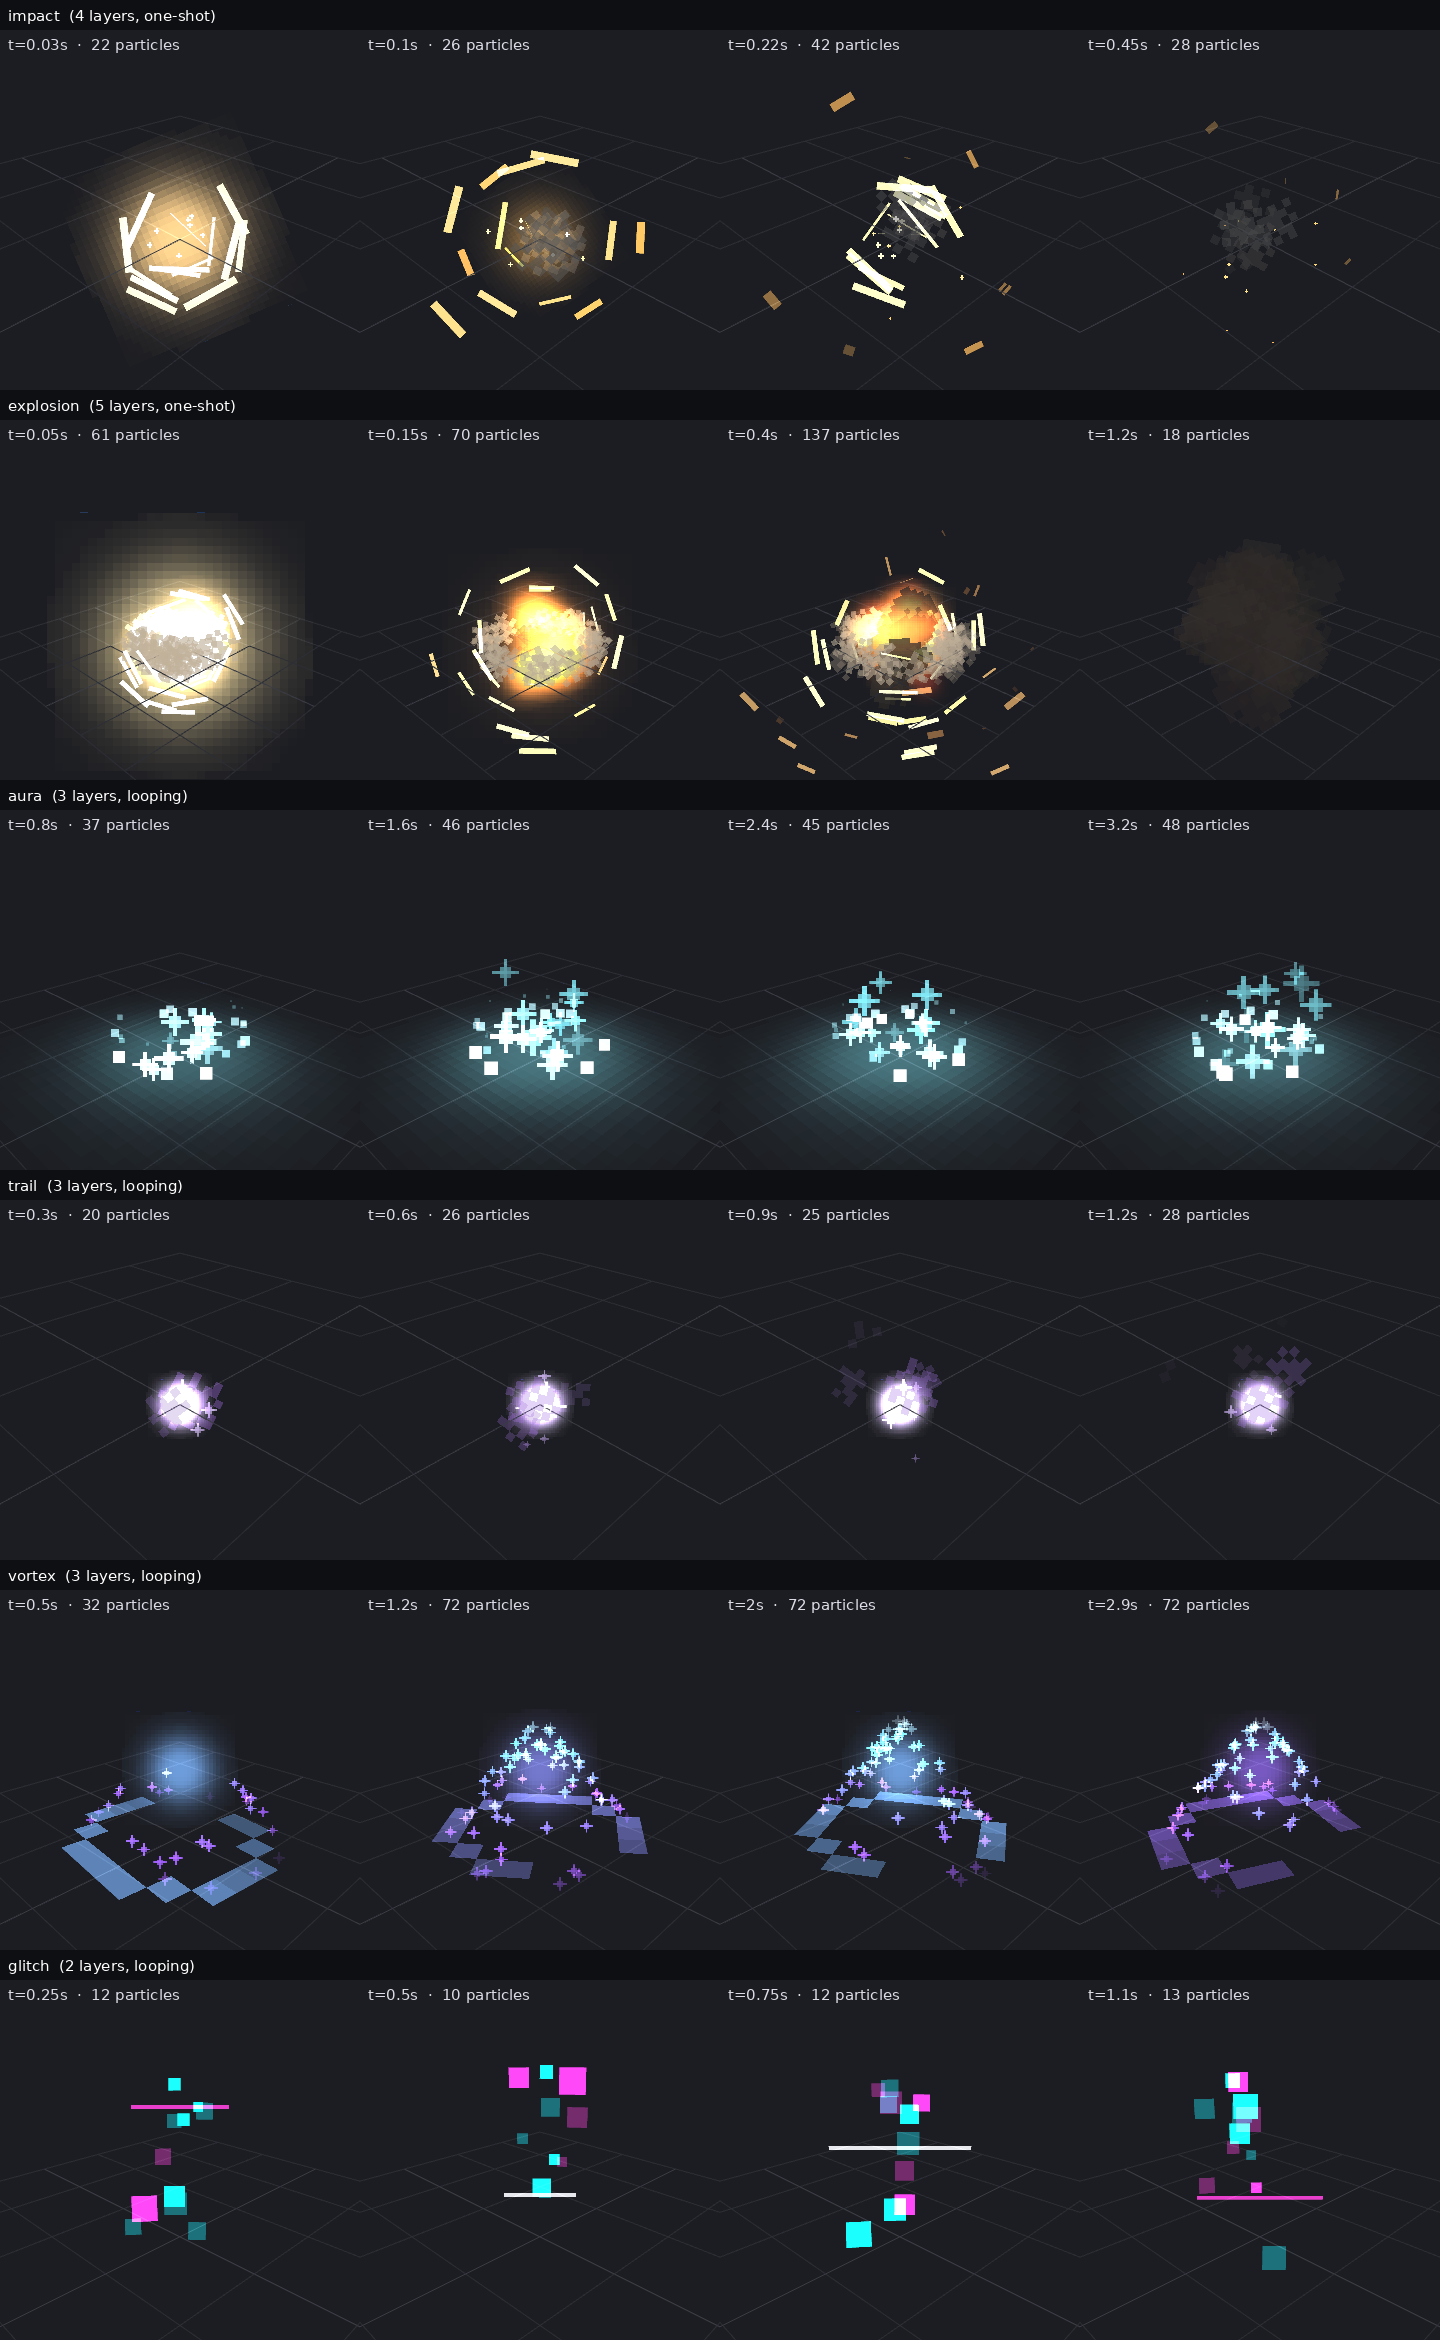 impact (4 layers, one-shot)
t=0.03s · 22 particles
t=0.1s · 26 particles
t=0.22s · 42 particles
t=0.45s · 28 particles
explosion (5 layers, one-shot)
t=0.05s · 61 particles
t=0.15s · 70 particles
t=0.4s · 137 particles
t=1.2s · 18 particles
aura (3 layers, looping)
t=0.8s · 37 particles
t=1.6s · 46 particles
t=2.4s · 45 particles
t=3.2s · 48 particles
trail (3 layers, looping)
t=0.3s · 20 particles
t=0.6s · 26 particles
t=0.9s · 25 particles
t=1.2s · 28 particles
vortex (3 layers, looping)
t=0.5s · 32 particles
t=1.2s · 72 particles
t=2s · 72 particles
t=2.9s · 72 particles
glitch (2 layers, looping)
t=0.25s · 12 particles
t=0.5s · 10 particles
t=0.75s · 12 particles
t=1.1s · 13 particles